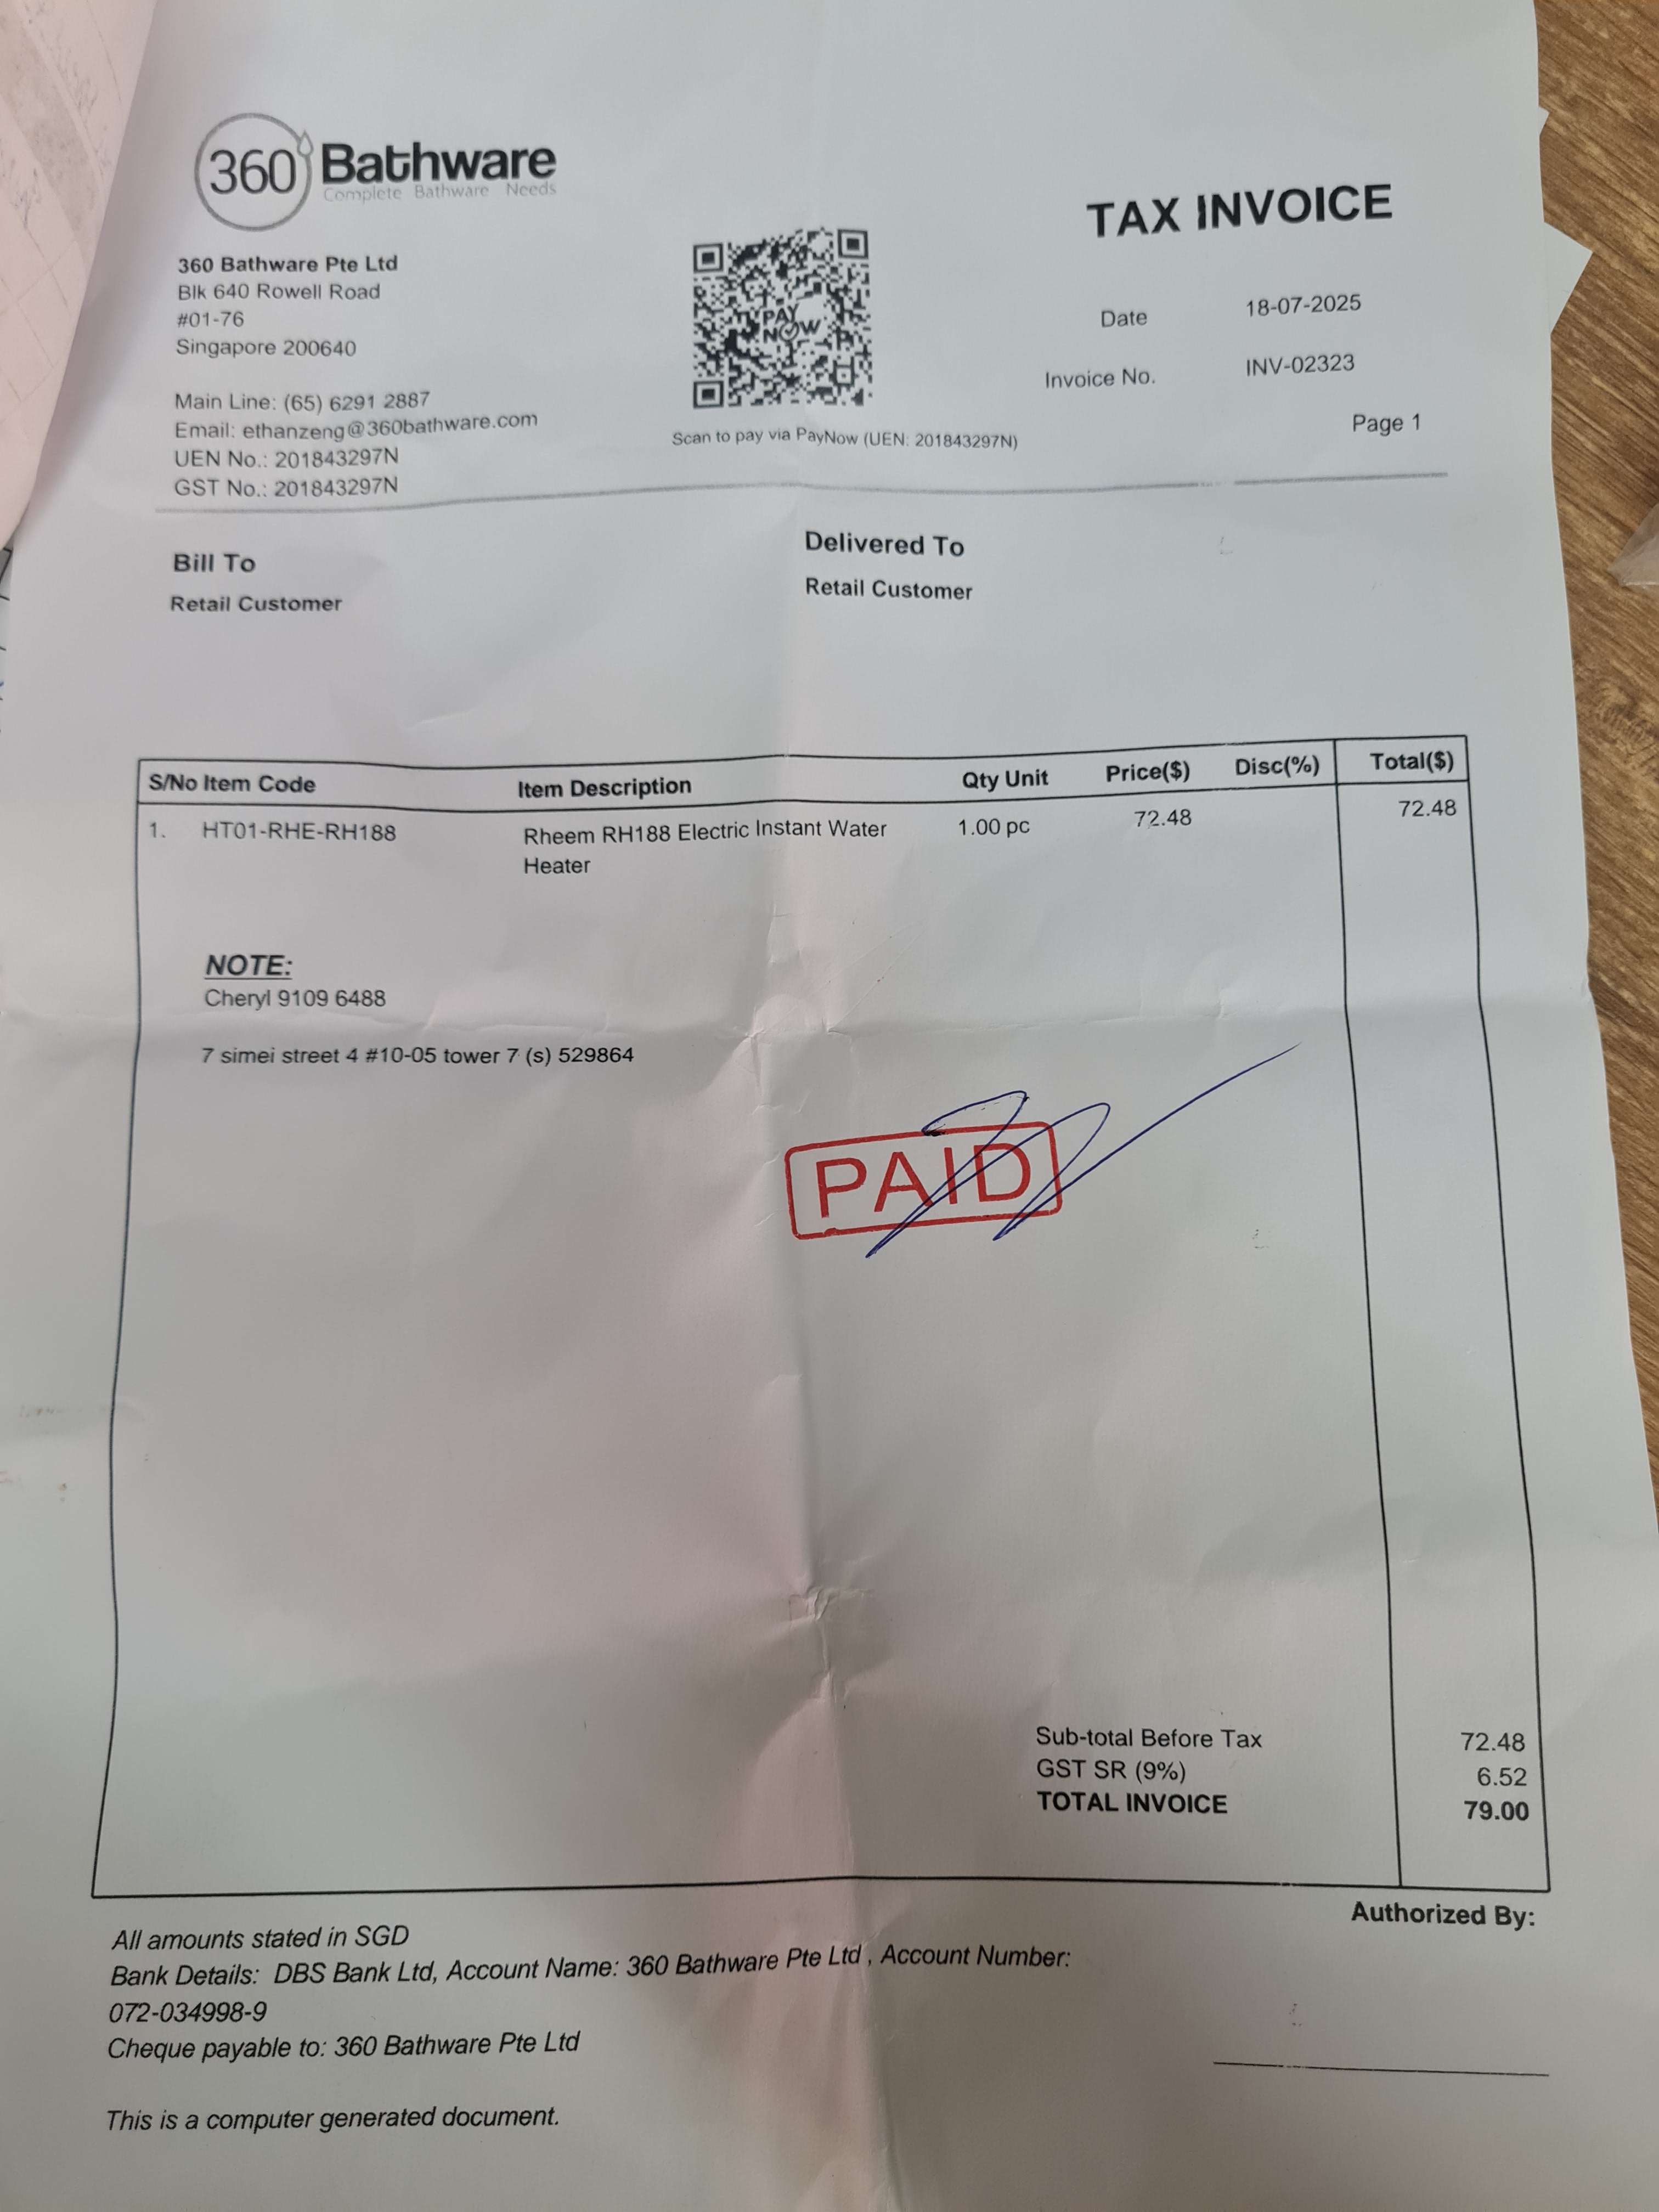 360 Bathware
Complete Bathware Needs
TAX INVOICE
360 Bathware Pte Ltd
Blk 640 Rowell Road
#01-76
Singapore 200640
Main Line: (65) 6291 2887
Email: ethanzeng@360bathware.com
UEN No.: 201843297N
GST No.: 201843297N
PAY
NOW
Scan to pay via PayNow (UEN: 201843297N)
Date 18-07-2025
Invoice No. INV-02323
Page 1
Bill To
Retail Customer
Delivered To
Retail Customer
S/No Item Code Item Description Qty Unit Price($) Disc(%) Total($)
1. HT01-RHE-RH188 Rheem RH188 Electric Instant Water 1.00 pc 72.48 72.48
Heater
NOTE:
Cheryl 9109 6488
7 simei street 4 #10-05 tower 7 (s) 529864
PAID
Sub-total Before Tax 72.48
GST SR (9%) 6.52
TOTAL INVOICE 79.00
All amounts stated in SGD
Bank Details: DBS Bank Ltd, Account Name: 360 Bathware Pte Ltd , Account Number:
072-034998-9
Cheque payable to: 360 Bathware Pte Ltd
This is a computer generated document.
Authorized By: